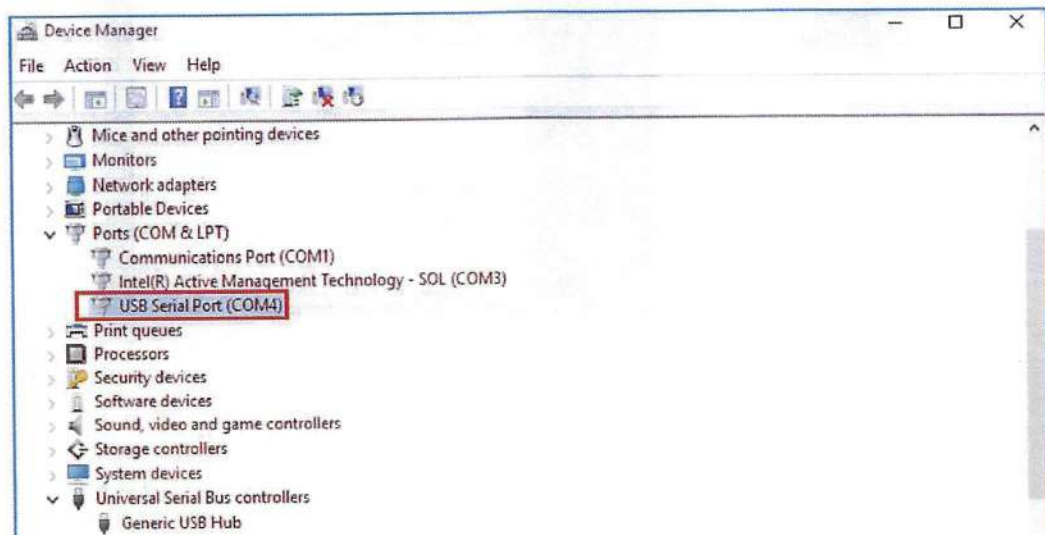 Device Manager
File Action View Help
Mice and other pointing devices
Monitors
Network adapters
Portable Devices
Ports (COM & LPT)
Communications Port (COM1)
Intel(R) Active Management Technology - SOL (COM3)
USB Serial Port (COM4)
Print queues
Processors
Security devices
Software devices
Sound, video and game controllers
Storage controllers
System devices
Universal Serial Bus controllers
Generic USB Hub